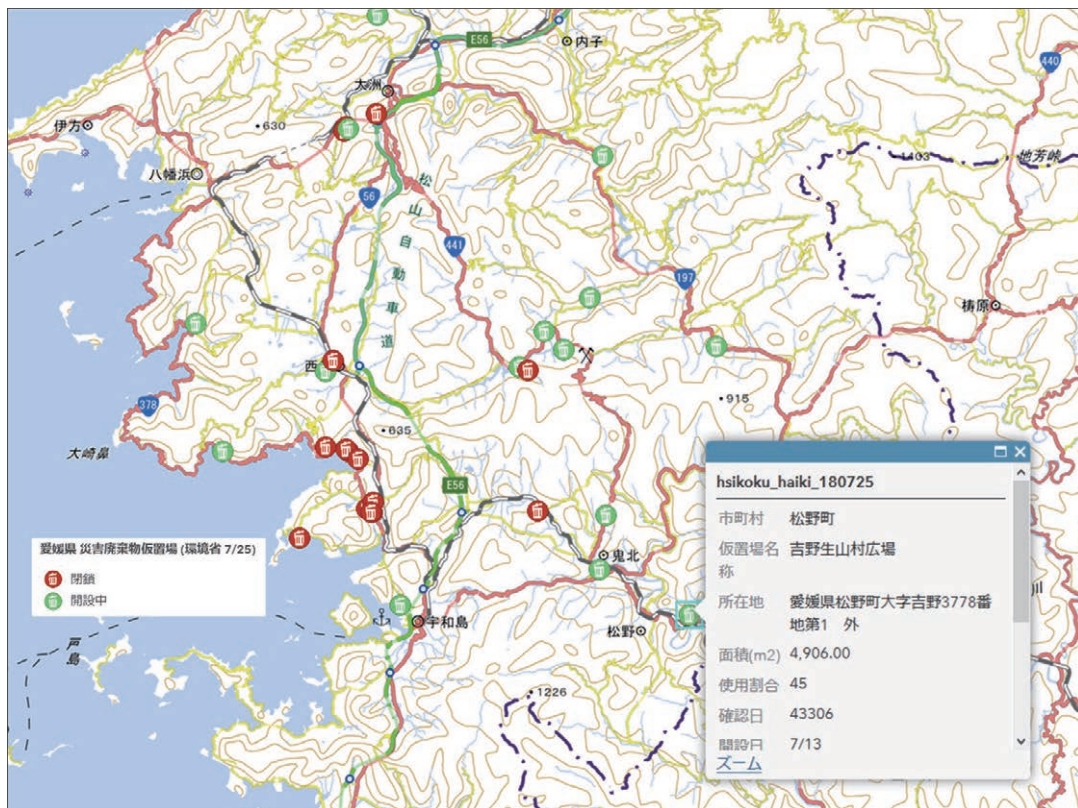 E56
内子
440
大洲
伊方
・630
八幡浜
1403
地芳峠
56
松山自動車道
441
197
梼原
西
378
・915
大崎鼻
・635
E56
hsikoku_haiki_180725
市町村 松野町
仮置場名称 吉野生山村広場
所在地 愛媛県松野町大字吉野3778番
地第1 外
面積(m2) 4,906.00
使用割合 45
確認日 43306
開設日 7/13
ズーム
愛媛県 災害廃棄物仮置場 (環境省 7/25)
閉鎖
開設中
鬼北
川
宇和島
松野
戸島
・1226